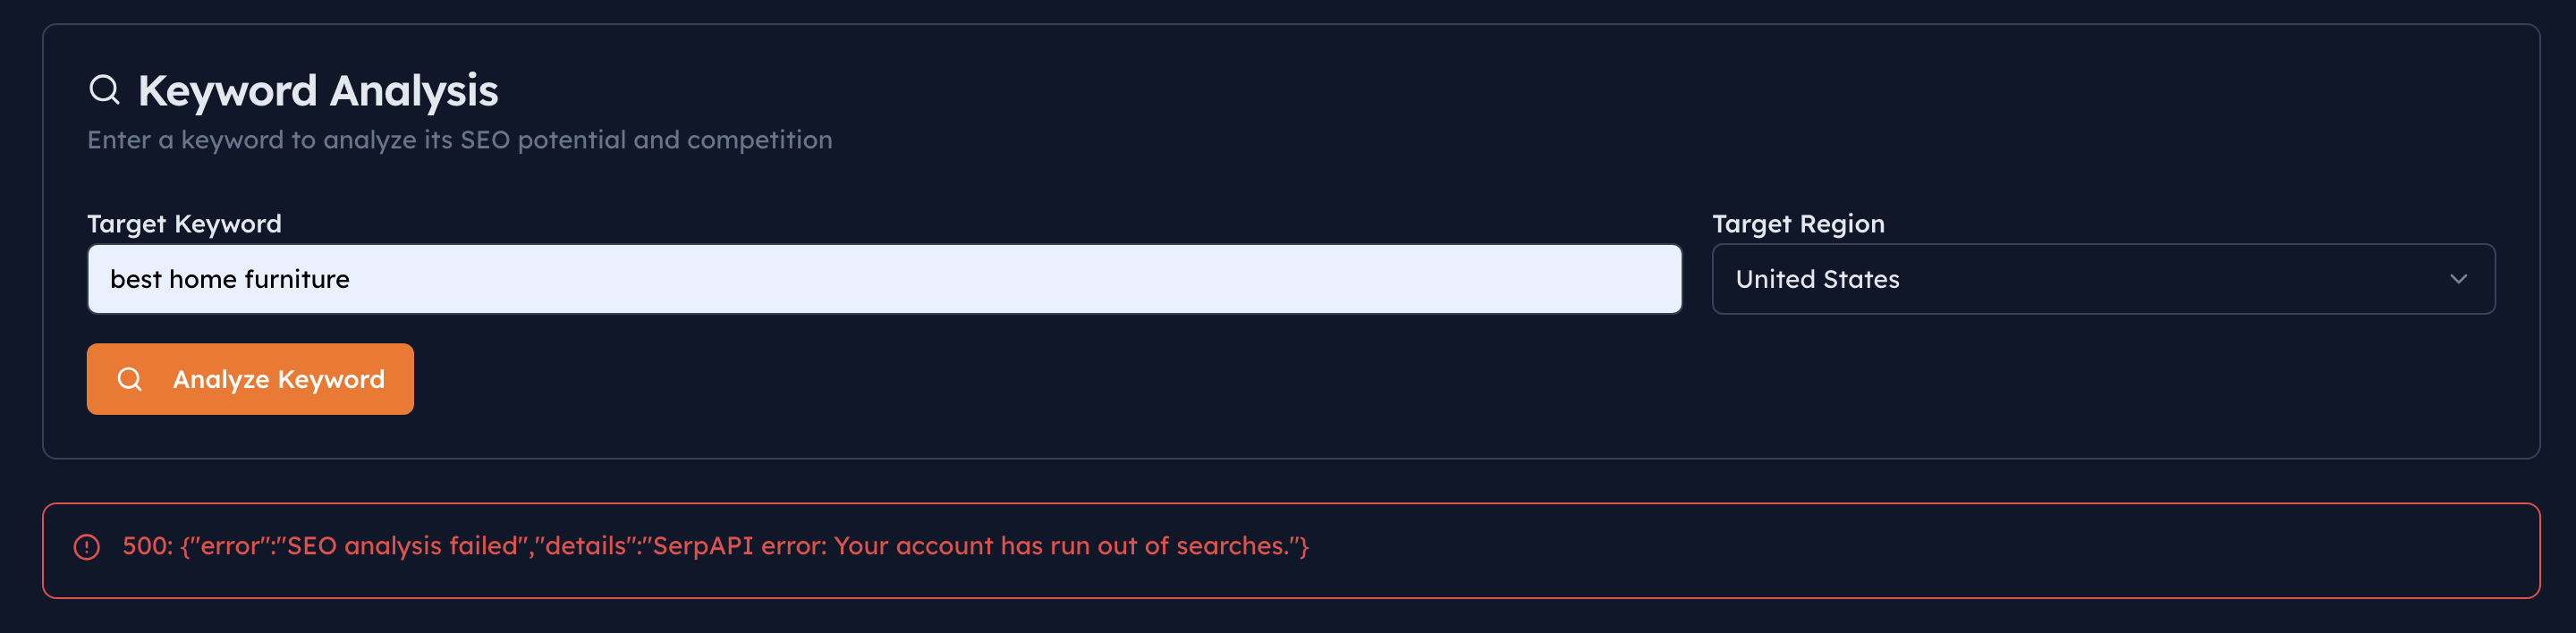 Keyword Analysis
Enter a keyword to analyze its SEO potential and competition
Target Keyword
best home furniture
Target Region
United States
Analyze Keyword
500: {"error":"SEO analysis failed","details":"SerpAPI error: Your account has run out of searches."}